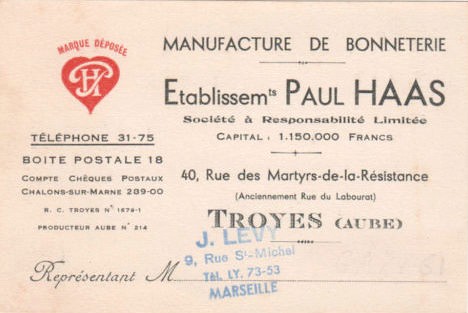 MARQUE DÉPOSÉE
PH
TÉLÉPHONE 31-75
BOITE POSTALE 18
COMPTE CHÈQUES POSTAUX
CHALONS-SUR-MARNE 209-00
R. C. TROYES N° 1678-1
PRODUCTEUR AUBE N° 214
MANUFACTURE DE BONNETERIE
Etablissemts PAUL HAAS
Société à Responsabilité Limitée
CAPITAL : 1.150,000 FRANCS
40, Rue des Martyrs-de-la-Résistance
(Anciennement Rue du Labourat)
TROYES (AUBE)
J. LEVY
9, Rue St-Michel
Tél. LY. 73-53
MARSEILLE
Représentant M